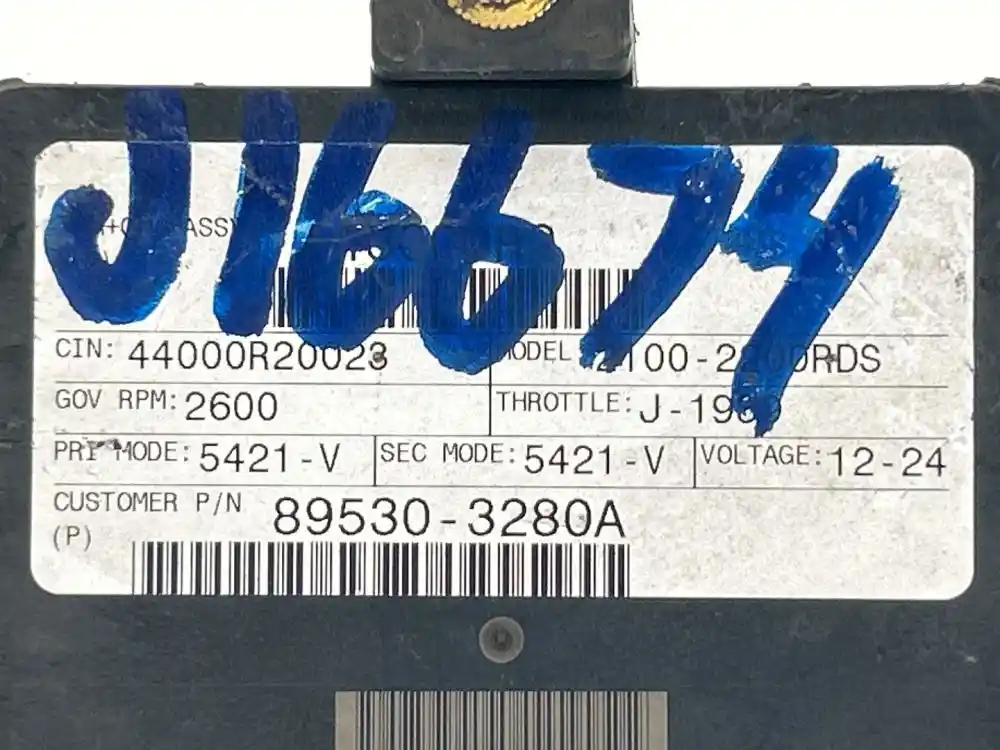 J16674
CIN: 44000R20023
GOV RPM: 2600 THROTTLE:
PRI MODE: 5421-V SEC MODE: 5421-V VOLTAGE: 12-24
CUSTOMER P/N 89530-3280A
(P)